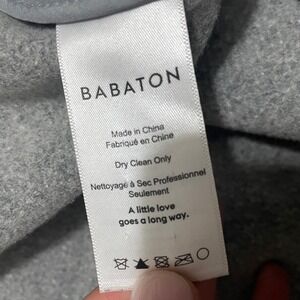 BABATON
Made in China
Fabriqué en Chine
Dry Clean Only
Nettoyage à Sec Professionnel
Seulement
A little love
goes a long way.